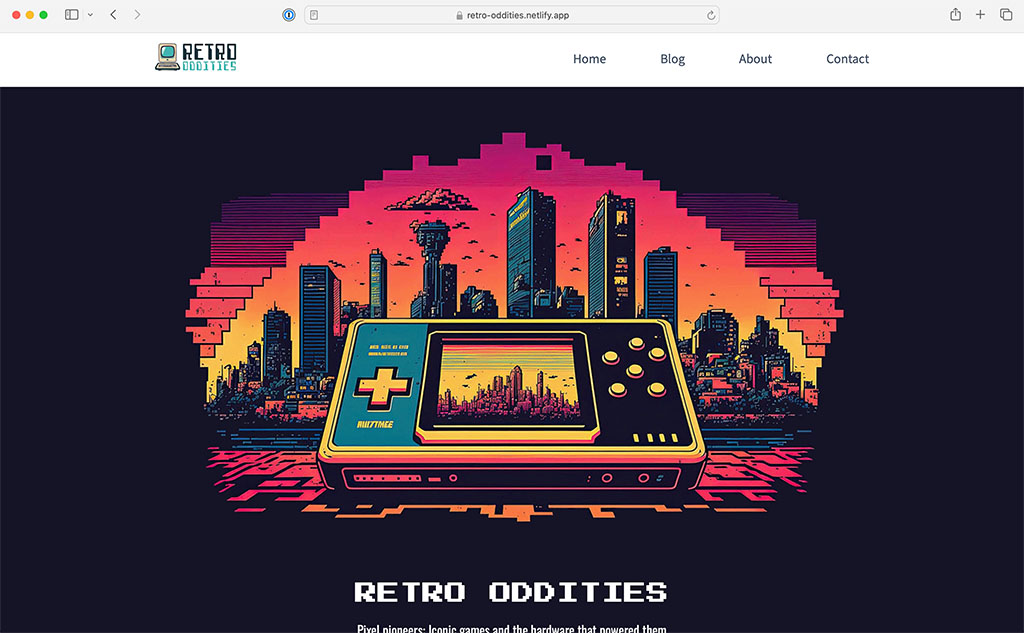 retro-oddities.netlify.app
RETRO
ODDITIES
Home Blog About Contact
RETRO ODDITIES
Pixel pioneers: Iconic games and the hardware that powered them